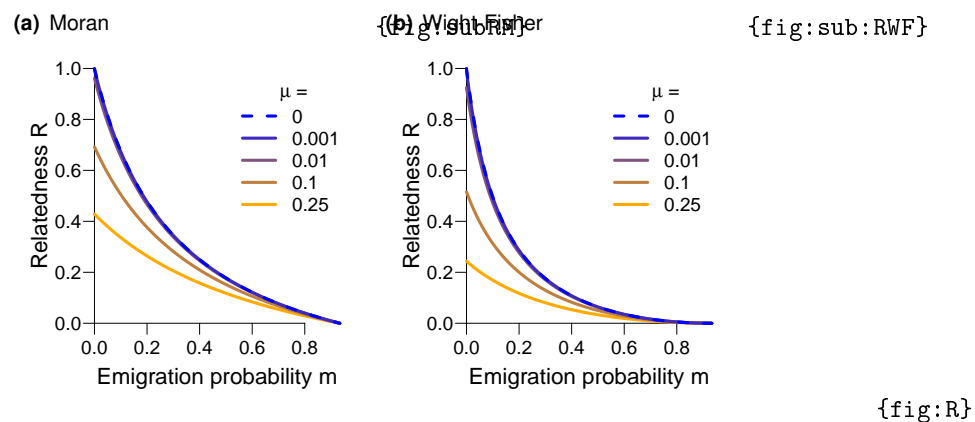 (a) Moran
{fig:subRM}
(b) Wight-Fisher
{fig:sub:RWF}
Relatedness R
1.0
0.8
0.6
0.4
0.2
0.0
μ =
0
0.001
0.01
0.1
0.25
0.0 0.2 0.4 0.6 0.8
Emigration probability m
Relatedness R
1.0
0.8
0.6
0.4
0.2
0.0
μ =
0
0.001
0.01
0.1
0.25
0.0 0.2 0.4 0.6 0.8
Emigration probability m
{fig:R}